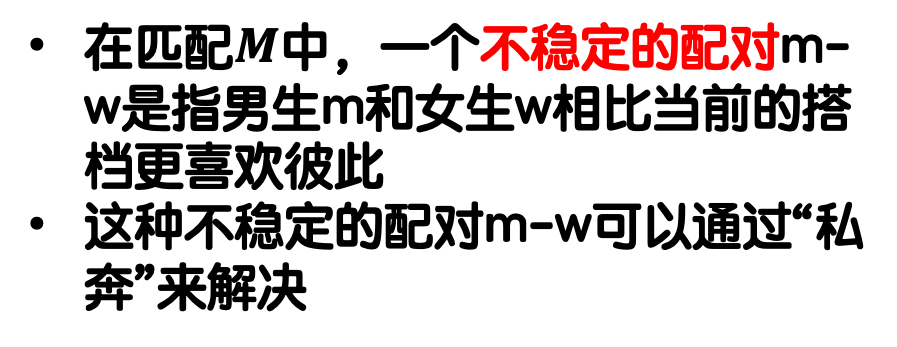 • 在匹配M中，一个不稳定的配对m-
w是指男生m和女生w相比当前的搭
档更喜欢彼此
• 这种不稳定的配对m-w可以通过“私
奔”来解决